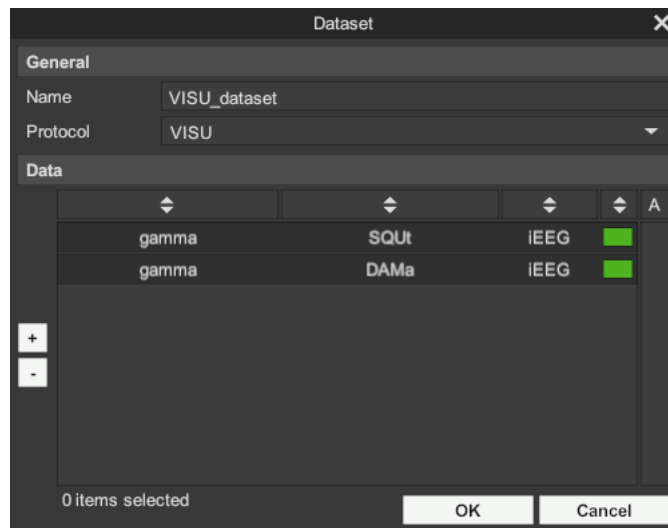 Dataset
General
Name VISU_dataset
Protocol VISU
Data
A
gamma SQUt iEEG
gamma DAMa iEEG
+
-
0 items selected OK Cancel